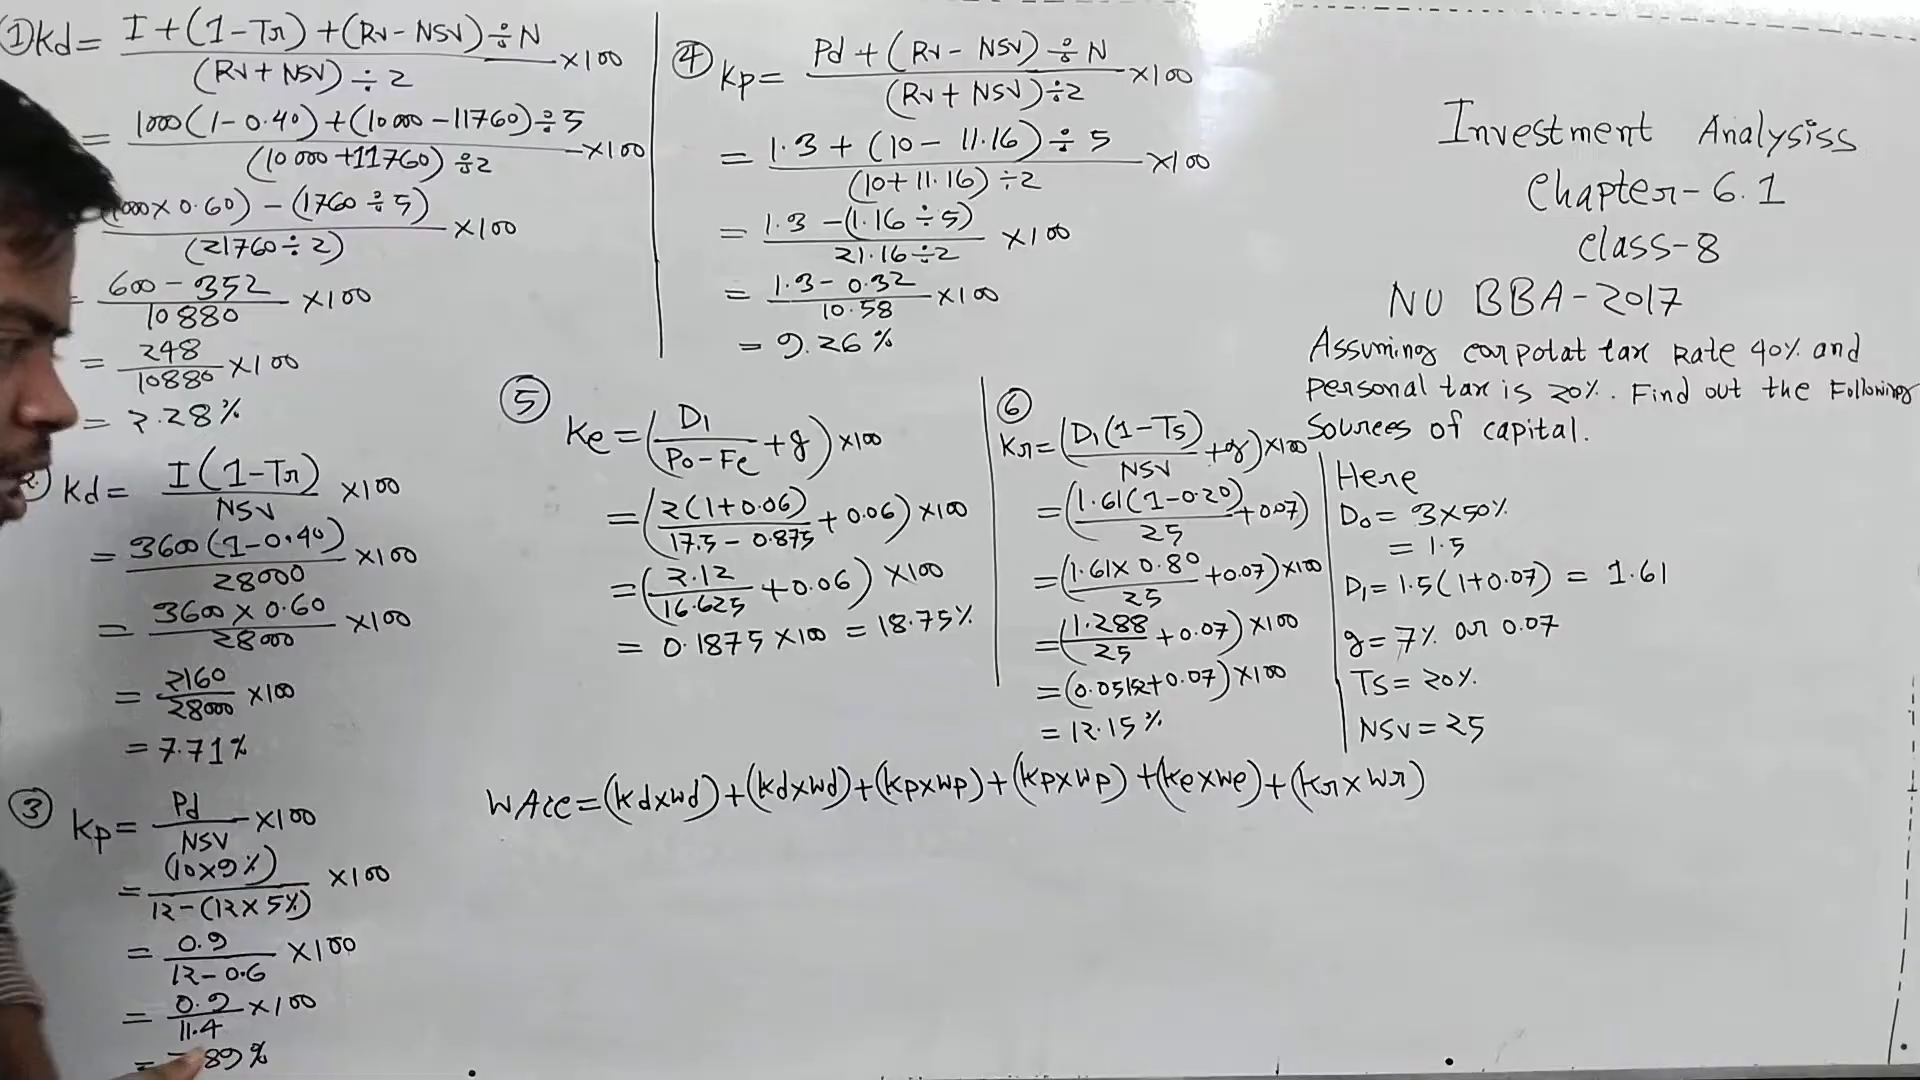 ① Kd = I + (1-Tr) + (Rv - NSV) ÷ N / (Rv + NSV) ÷ 2 ×100
= 1000(1-0.40) + (10000-11760) ÷ 5 / (10000+11760) ÷ 2 ×100
(1000×0.60) - (1760 ÷ 5) / (21760 ÷ 2) ×100
= 600 - 352 / 10880 ×100
= 248 / 10880 ×100
= 2.28%
Kd = I(1-Tr) / NSV ×100
= 3600(1-0.40) / 28000 ×100
= 3600 × 0.60 / 28000 ×100
= 2160 / 28000 ×100
= 7.71%
③ Kp = Pd / NSV ×100
= (10×9%) / 12-(12×5%) ×100
= 0.9 / 12-0.6 ×100
= 0.9 / 11.4 ×100
= 89%
④ Kp = Pd + (Rv - NSV) ÷ N / (Rv + NSV) ÷ 2 ×100
= 1.3 + (10 - 11.16) ÷ 5 / (10+11.16) ÷ 2 ×100
= 1.3 - (1.16 ÷ 5) / 21.16 ÷ 2 ×100
= 1.3 - 0.32 / 10.58 ×100
= 9.26%
⑤ Ke = (D1 / Po-Fc + g) ×100
= (2(1+0.06) / 17.5 - 0.875 + 0.06) ×100
= (2.12 / 16.625 + 0.06) ×100
= 0.1875 ×100 = 18.75%
⑥ Kr = (D1(1-Ts) / NSV + g) ×100
= (1.61(1-0.20) / 25 + 0.07)
= (1.61 × 0.80 / 25 + 0.07) ×100
= (1.288 / 25 + 0.07) ×100
= (0.0515+0.07) ×100
= 12.15%
WAcc = (Kd×wd) + (Kd×wd) + (Kp×wp) + (Kp×wp) + (Ke×we) + (Kr×wr)
Investment Analysiss
Chapter-6.1
class-8
NU BBA-2017
Assuming corpotat tax Rate 40% and
personal tax is 20%. Find out the Following
Sources of capital.
Here
Do = 3×50%
= 1.5
D1 = 1.5(1+0.07) = 1.61
g = 7% or 0.07
TS = 20%
NSV = 25